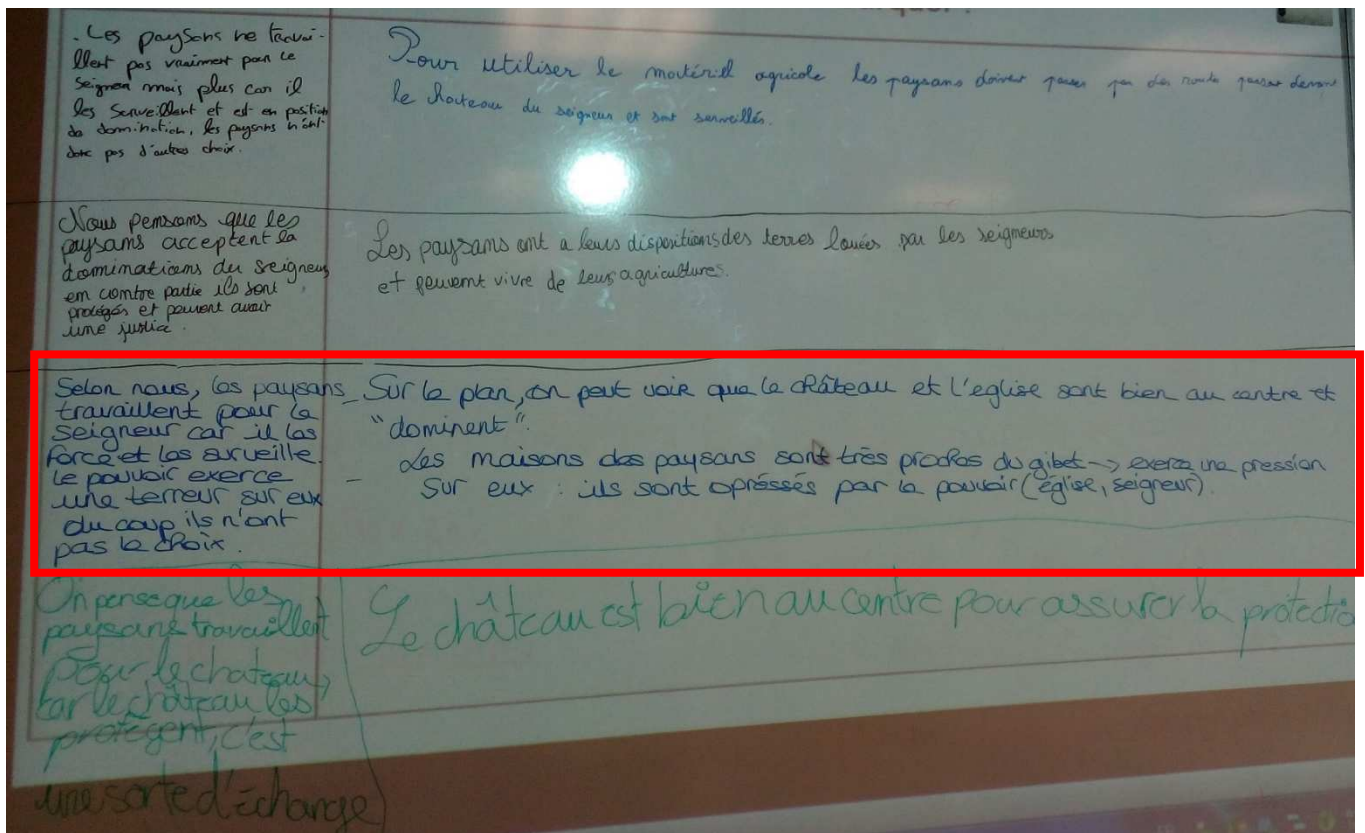 . Les paysans ne travai-
llent pas vraiment pour le
seigneur mais plus car il
les surveillent et est en position
de domination, les paysans n'ont
donc pas d'autres choix.
Pour utiliser le matériel agricole les paysans doivent passer par des route passant devant
le chateau du seigneur et sont surveillés.
Nous pensons que les
paysans acceptent la
dominations du seigneur
en contre partie ils sont
protégés et peuvent avoir
une justice.
Les paysans ont a leurs dispositions des terres louées par les seigneurs
et peuvent vivre de leurs agricultures.
Selon nous, les paysans
travaillent pour le
seigneur car il les
force et les surveille.
Le pouvoir exerce
une terreur sur eux
du coup ils n'ont
pas le choix.
- Sur le plan, on peut voir que le château et l'eglise sont bien au centre et
"dominent".
- Les maisons des paysans sont très proches du gibet -> exerce une pression
sur eux : ils sont opréssés par le pouvoir (église, seigneur).
On pense que les
paysans travaillent
pour le chateau,
car le château les
protègent, c'est
une sorte d'échange
Le château est bien au centre pour assurer la protectio